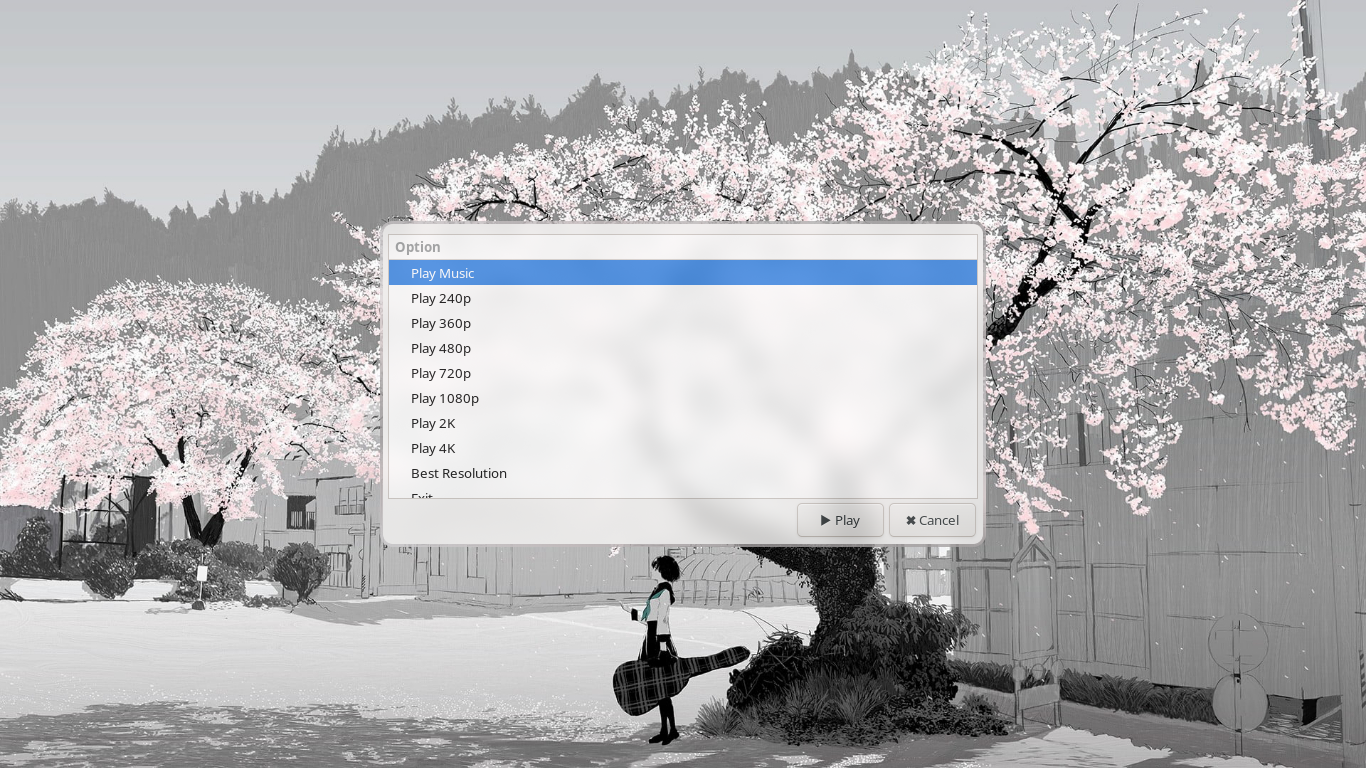 Option
Play Music
Play 240p
Play 360p
Play 480p
Play 720p
Play 1080p
Play 2K
Play 4K
Best Resolution
Exit
▶ Play
✖ Cancel